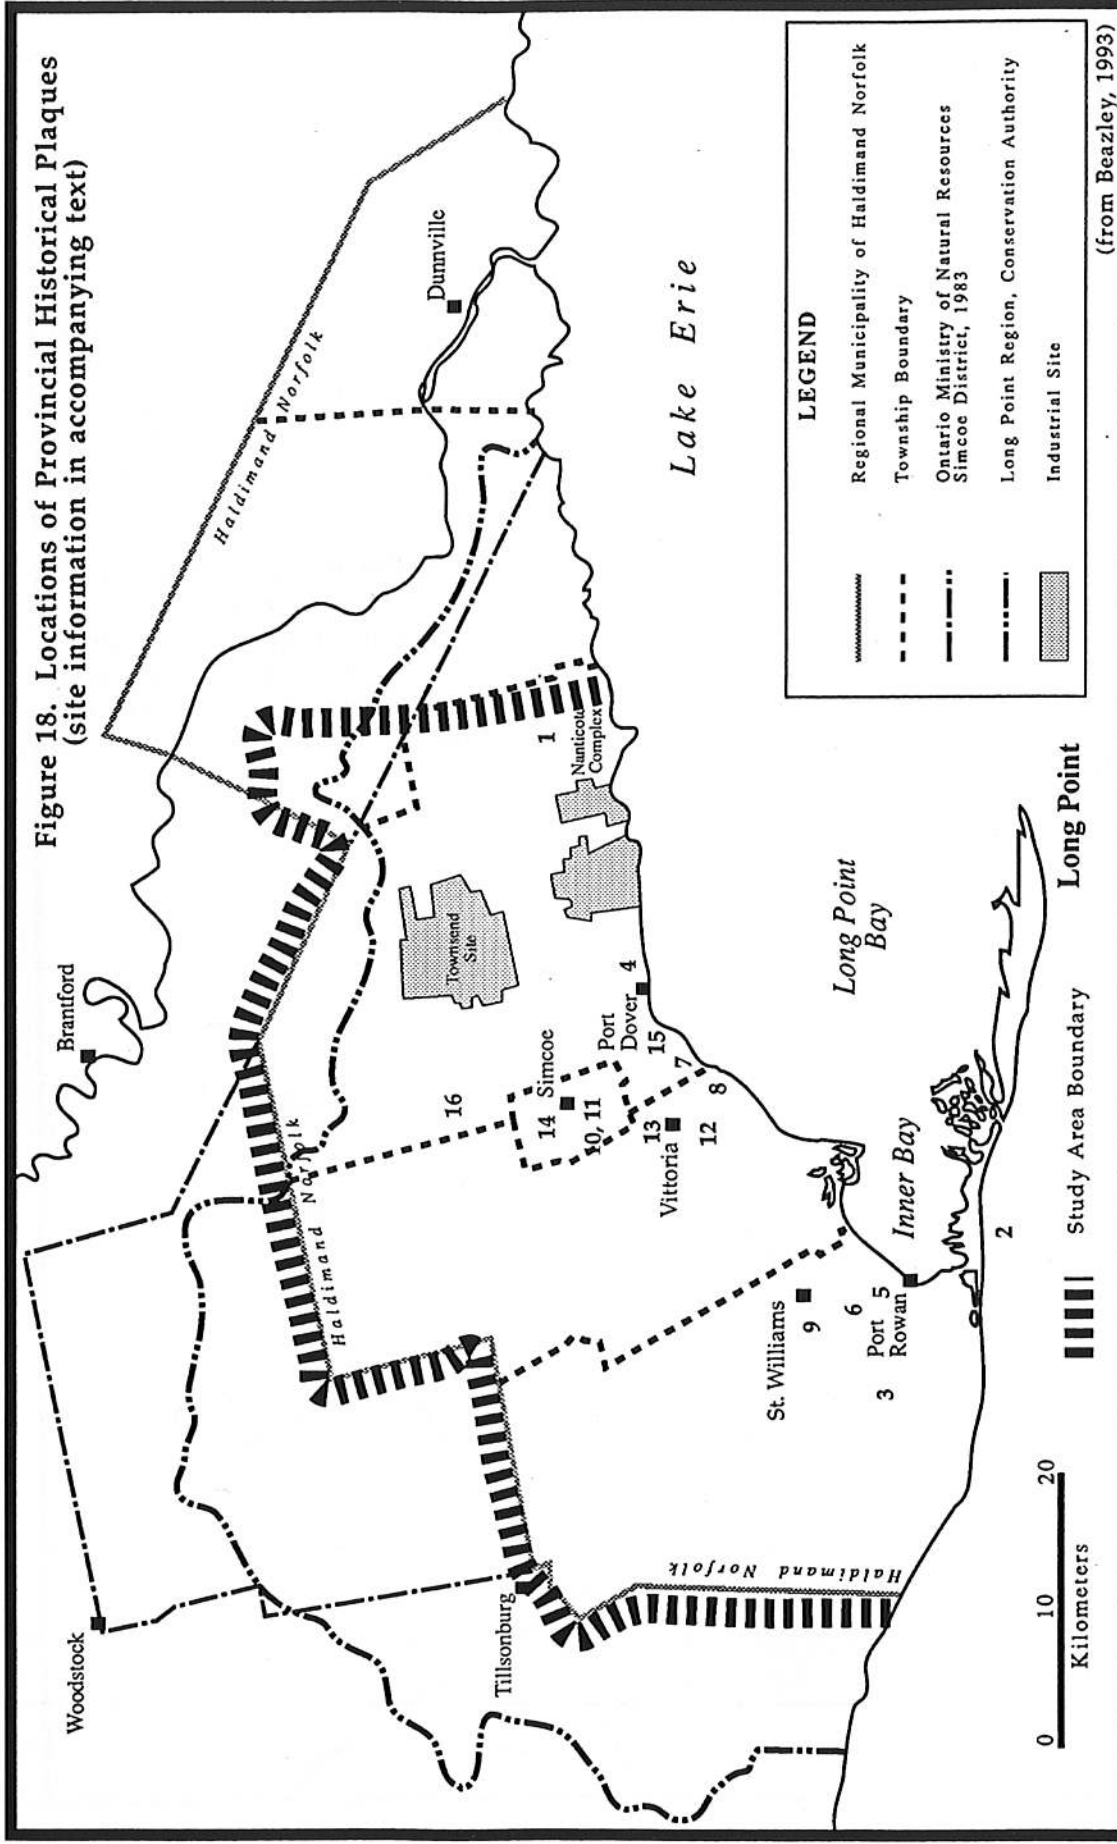 Figure 18. Locations of Provincial Historical Plaques
(site information in accompanying text)
Woodstock
Brantford
Haldimand Norfolk
Dunnville
Haldimand Norfolk
Tillsonburg
Townsend
Site
16
14
Simcoe
10, 11
1
Nanticoke
Complex
Port
Dover
4
15
13
Vittoria
7
12
8
Lake Erie
Haldimand Norfolk
St. Williams
9
6
Port
Rowan
5
3
Inner Bay
Long Point
Bay
2
Long Point
0
10
20
Kilometers
Study Area Boundary
LEGEND
Regional Municipality of Haldimand Norfolk
Township Boundary
Ontario Ministry of Natural Resources
Simcoe District, 1983
Long Point Region, Conservation Authority
Industrial Site
(from Beazley, 1993)